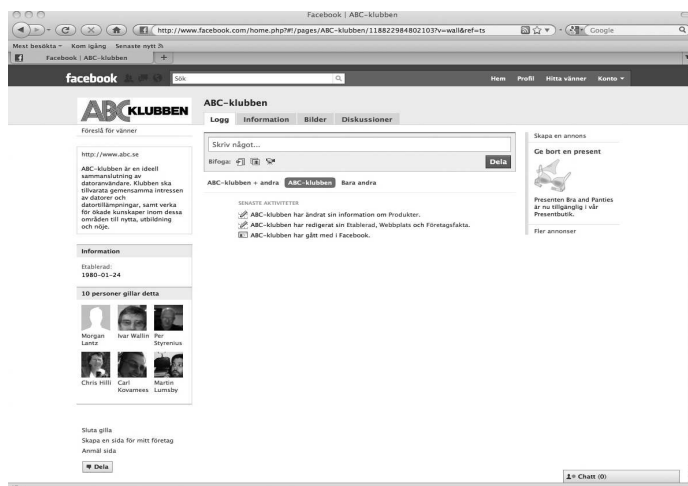 Facebook | ABC-klubben
http://www.facebook.com/home.php?#!/pages/ABC-klubben/118822984802103?v=wall&ref=ts
Google
Mest besökta Kom igång Senaste nytt
Facebook | ABC-klubben
facebook
Sök
Hem Profil Hitta vänner Konto
ABC KLUBBEN
Föreslå för vänner
http://www.abc.se
ABC-klubben är en ideell
sammanslutning av
datoranvändare. Klubben ska
tillvarata gemensamma intressen
av datorer och
datortillämpningar, samt verka
för ökade kunskaper inom dessa
områden till nytta, utbildning
och nöje.
Information
Etablerad:
1980-01-24
10 personer gillar detta
Morgan Lantz
Ivar Wallin
Per Styrenius
Chris Hilli
Carl Kovamees
Martin Lumsby
Sluta gilla
Skapa en sida för mitt företag
Anmäl sida
Dela
ABC-klubben
Logg Information Bilder Diskussioner
Skriv något...
Bifoga:
Dela
ABC-klubben + andra ABC-klubben Bara andra
SENASTE AKTIVITETER
ABC-klubben har ändrat sin information om Produkter.
ABC-klubben har redigerat sin Etablerad, Webbplats och Företagsfakta.
ABC-klubben har gått med i Facebook.
Skapa en annons
Ge bort en present
Presenten Bra and Panties
är nu tillgänglig i vår
Presentbutik.
Fler annonser
Chatt (0)